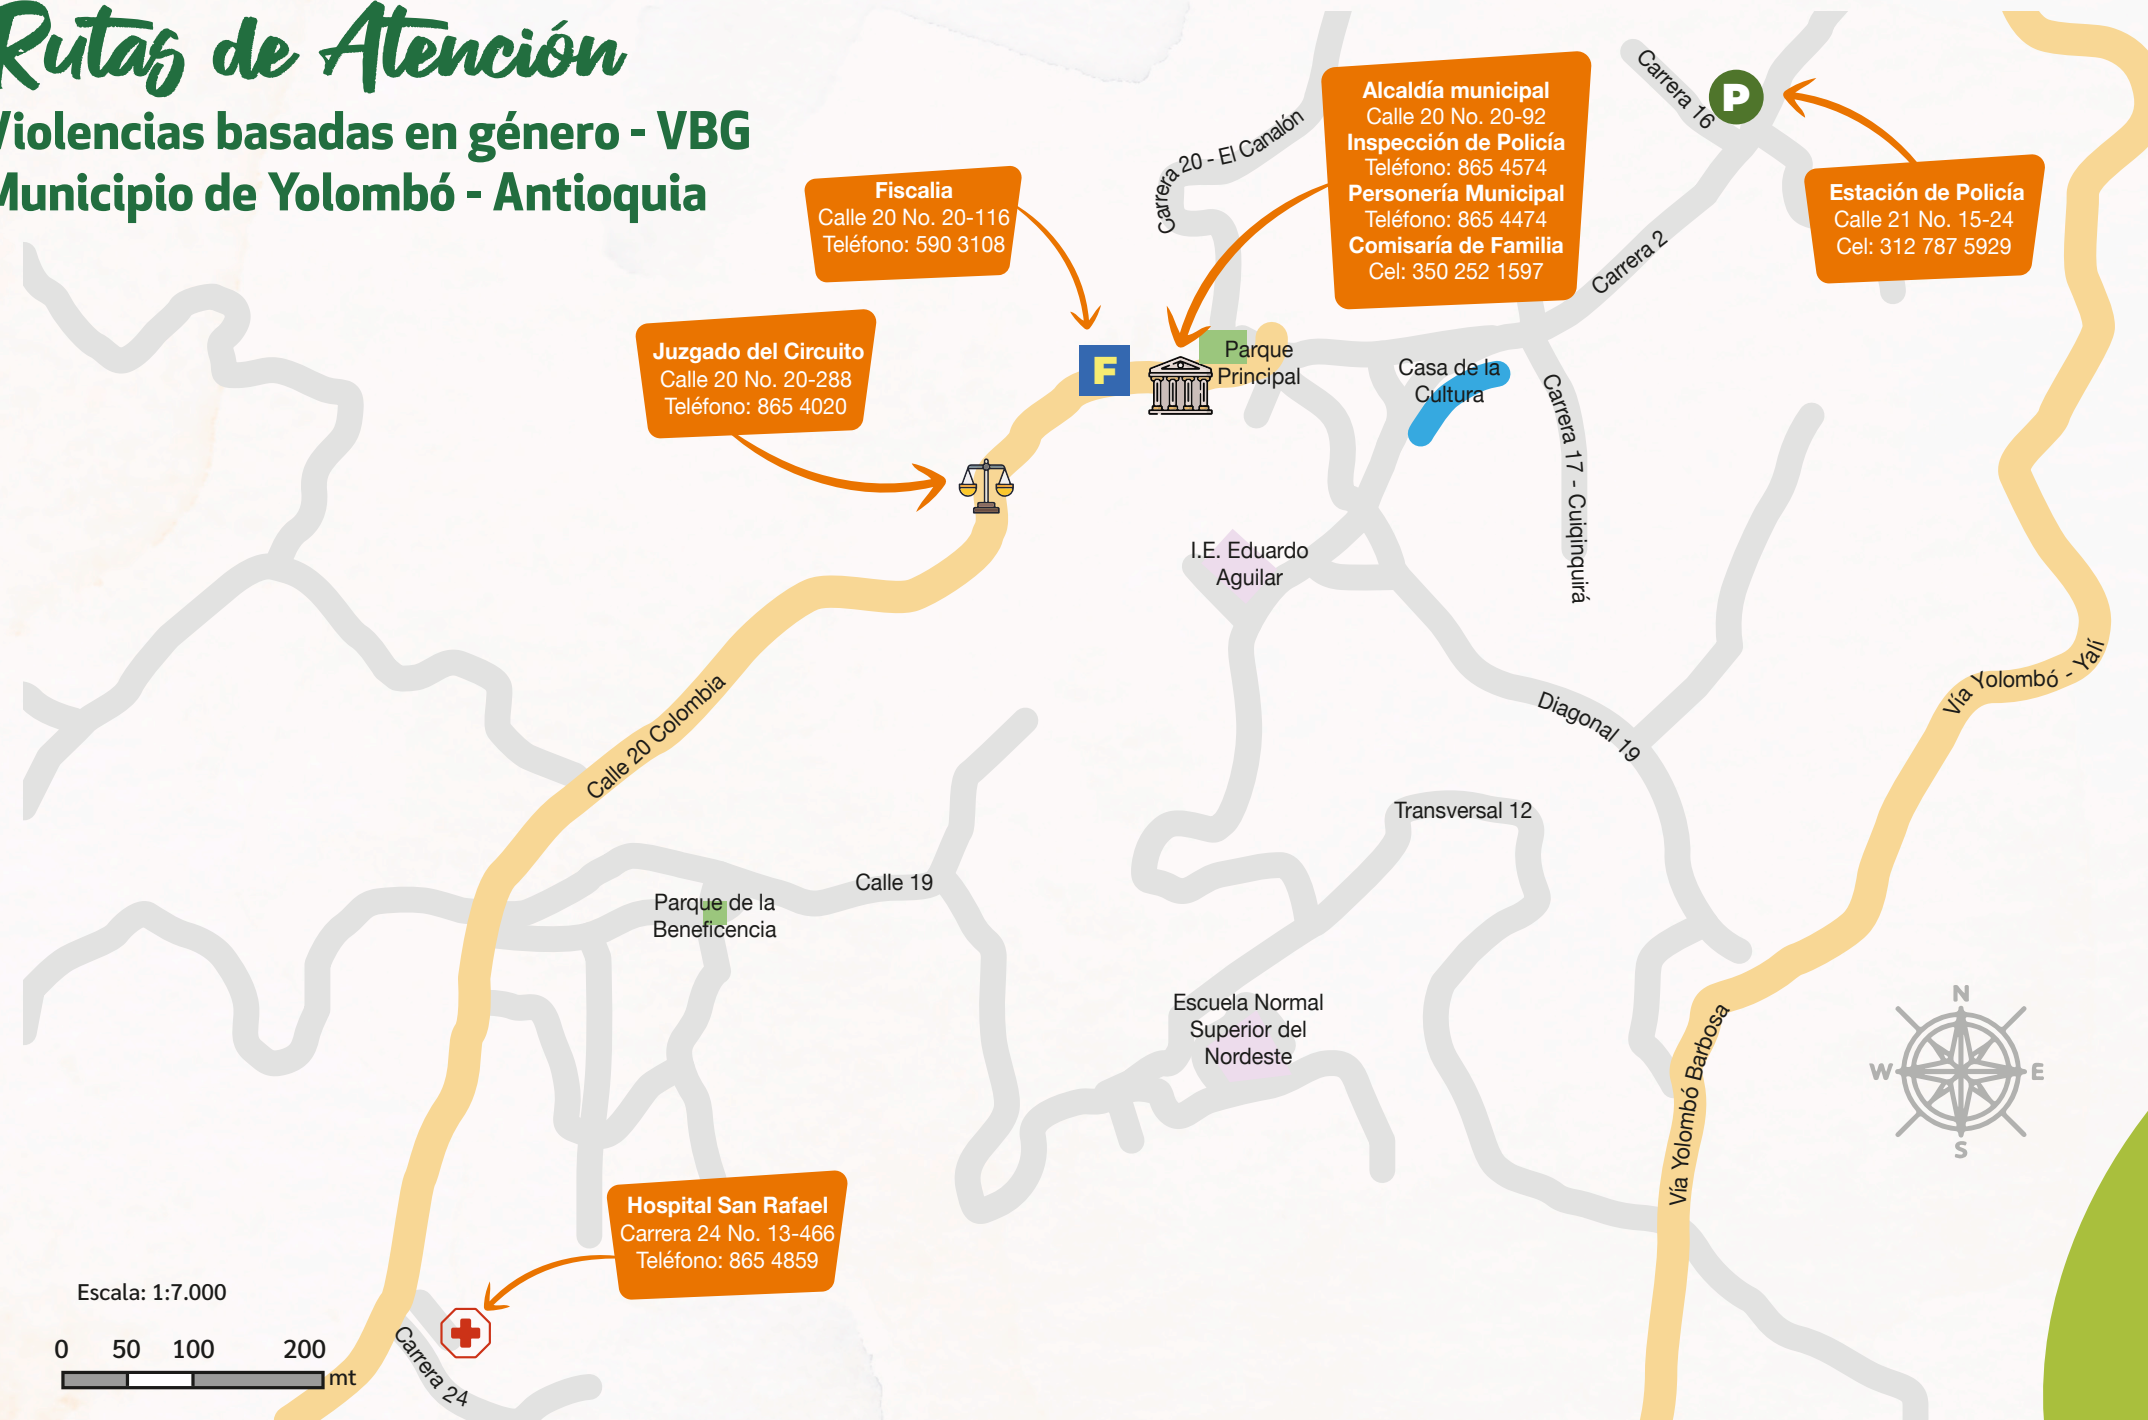 Rutas de Atención
Violencias basadas en género - VBG
Municipio de Yolombó - Antioquia
Fiscalia
Calle 20 No. 20-116
Teléfono: 590 3108
Alcaldía municipal
Calle 20 No. 20-92
Inspección de Policía
Teléfono: 865 4574
Personería Municipal
Teléfono: 865 4474
Comisaría de Familia
Cel: 350 252 1597
Estación de Policía
Calle 21 No. 15-24
Cel: 312 787 5929
Juzgado del Circuito
Calle 20 No. 20-288
Teléfono: 865 4020
Carrera 20 - El Canalón
Carrera 16
P
Carrera 2
F
Parque
Principal
Casa de la
Cultura
Carrera 17 - Cuiqinquirá
I.E. Eduardo
Aguilar
Calle 20 Colombia
Diagonal 19
Vía Yolombó - Yalí
Transversal 12
Calle 19
Parque de la
Beneficencia
Escuela Normal
Superior del
Nordeste
Vía Yolombó Barbosa
N
W
E
S
Hospital San Rafael
Carrera 24 No. 13-466
Teléfono: 865 4859
Carrera 24
Escala: 1:7.000
0 50 100 200
mt